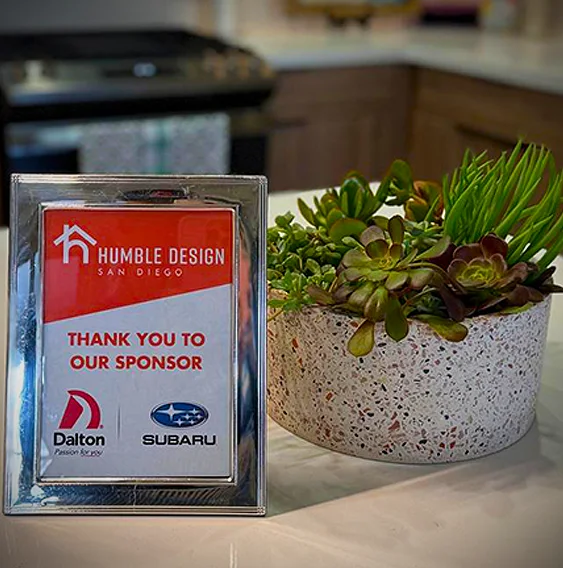 HUMBLE DESIGN
SAN DIEGO
THANK YOU TO
OUR SPONSOR
Dalton
Passion for you
SUBARU